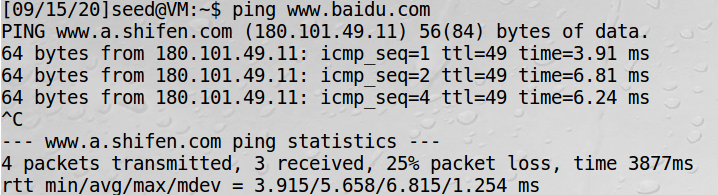 [09/15/20]seed@VM:~$ ping www.baidu.com
PING www.a.shifen.com (180.101.49.11) 56(84) bytes of data.
64 bytes from 180.101.49.11: icmp_seq=1 ttl=49 time=3.91 ms
64 bytes from 180.101.49.11: icmp_seq=2 ttl=49 time=6.81 ms
64 bytes from 180.101.49.11: icmp_seq=4 ttl=49 time=6.24 ms
^C
--- www.a.shifen.com ping statistics ---
4 packets transmitted, 3 received, 25% packet loss, time 3877ms
rtt min/avg/max/mdev = 3.915/5.658/6.815/1.254 ms